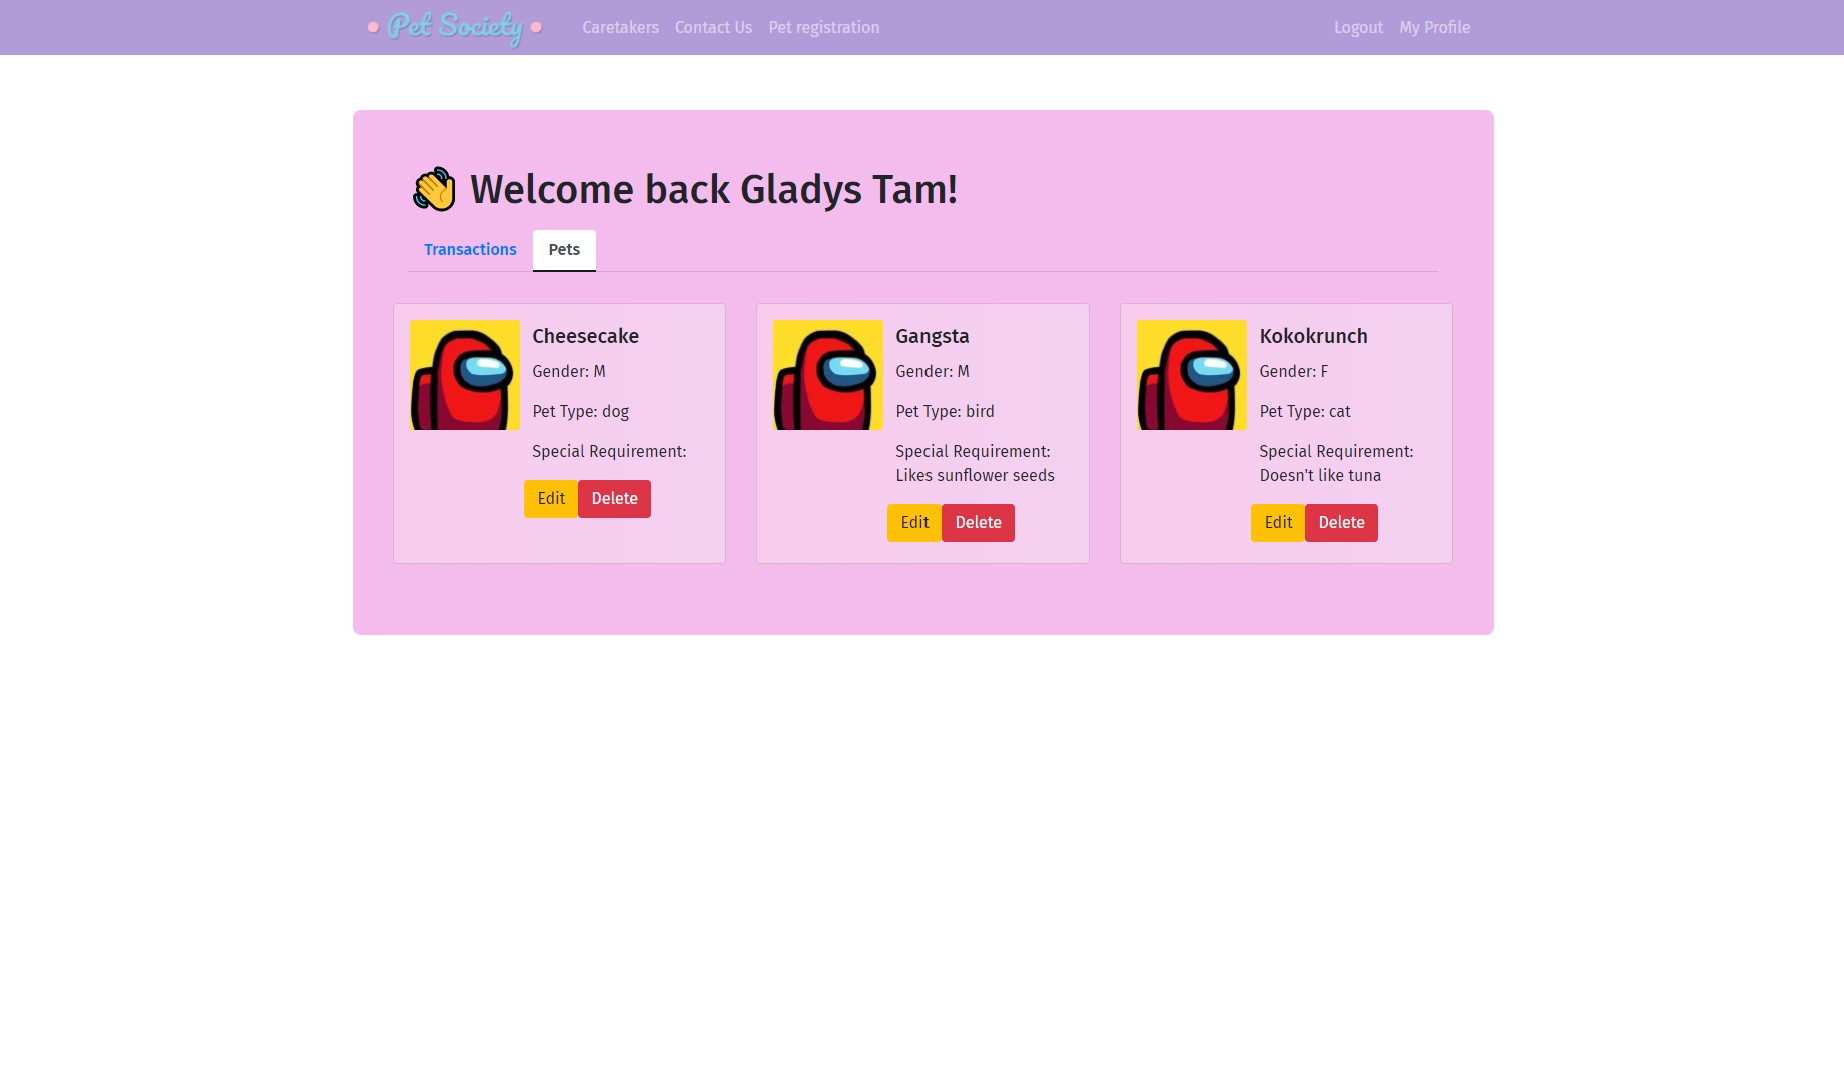 Pet Society Caretakers Contact Us Pet registration Logout My Profile
👋 Welcome back Gladys Tam!
Transactions Pets
Cheesecake
Gender: M
Pet Type: dog
Special Requirement:
Edit Delete
Gangsta
Gender: M
Pet Type: bird
Special Requirement:
Likes sunflower seeds
Edit Delete
Kokokrunch
Gender: F
Pet Type: cat
Special Requirement:
Doesn't like tuna
Edit Delete